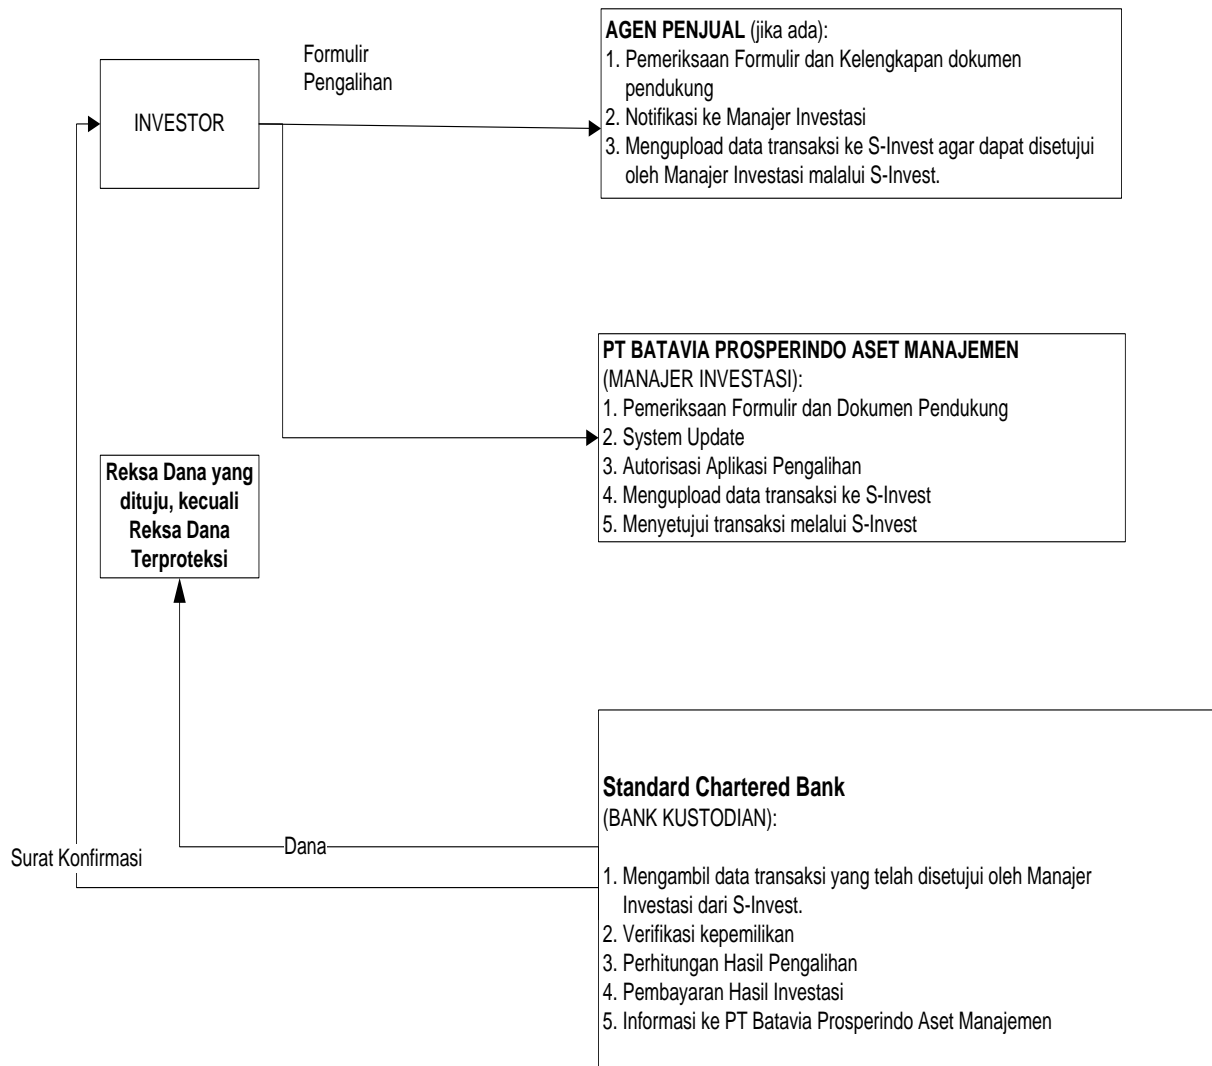 Formulir
Pengalihan
INVESTOR
AGEN PENJUAL (jika ada):
1. Pemeriksaan Formulir dan Kelengkapan dokumen
pendukung
2. Notifikasi ke Manajer Investasi
3. Mengupload data transaksi ke S-Invest agar dapat disetujui
oleh Manajer Investasi malalui S-Invest.
PT BATAVIA PROSPERINDO ASET MANAJEMEN
(MANAJER INVESTASI):
1. Pemeriksaan Formulir dan Dokumen Pendukung
2. System Update
3. Autorisasi Aplikasi Pengalihan
4. Mengupload data transaksi ke S-Invest
5. Menyetujui transaksi melalui S-Invest
Reksa Dana yang
dituju, kecuali
Reksa Dana
Terproteksi
Surat Konfirmasi
Dana
Standard Chartered Bank
(BANK KUSTODIAN):
1. Mengambil data transaksi yang telah disetujui oleh Manajer
Investasi dari S-Invest.
2. Verifikasi kepemilikan
3. Perhitungan Hasil Pengalihan
4. Pembayaran Hasil Investasi
5. Informasi ke PT Batavia Prosperindo Aset Manajemen